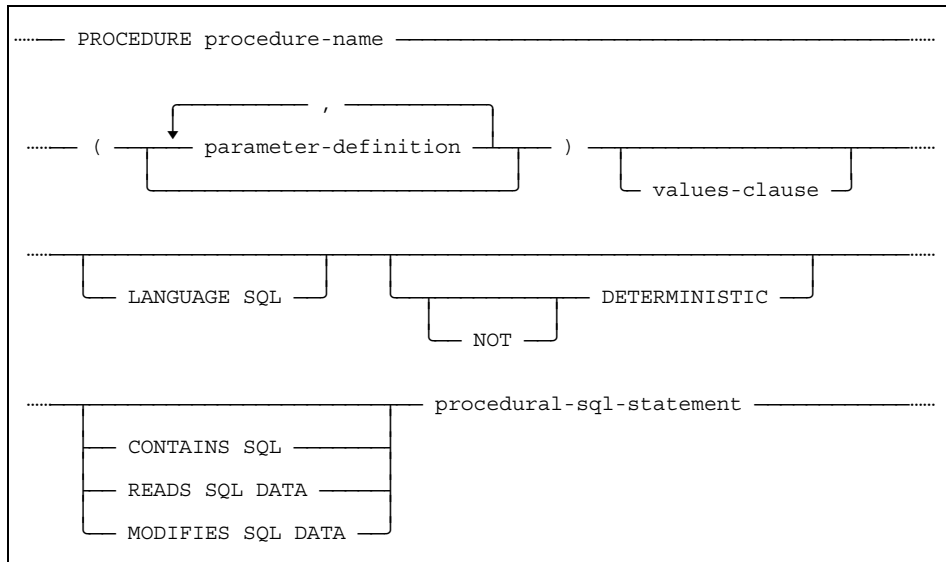 PROCEDURE procedure-name
,
( parameter-definition )
values-clause
LANGUAGE SQL DETERMINISTIC
NOT
procedural-sql-statement
CONTAINS SQL
READS SQL DATA
MODIFIES SQL DATA